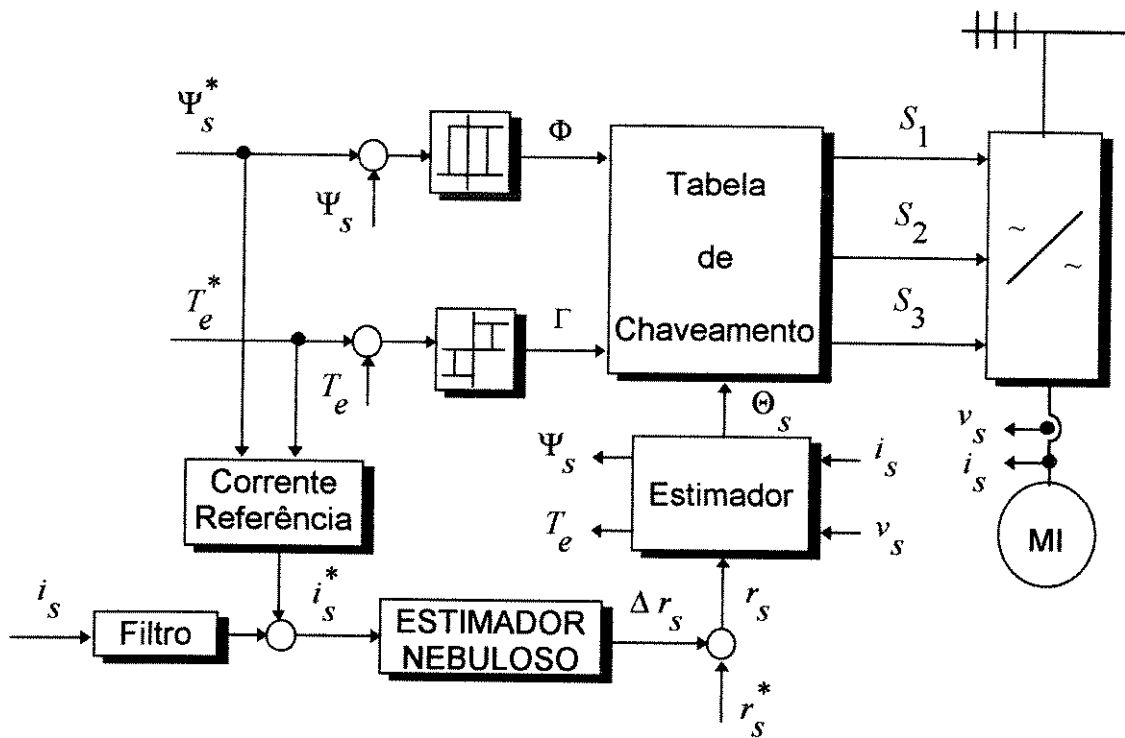 Ψs*
Φ
Ψs
Tabela
de
Chaveamento
S1
S2
S3
~
~
Te*
Γ
Te
Θs
vs
is
MI
Corrente
Referência
Ψs
Te
Estimador
is
vs
is
Filtro
is*
ESTIMADOR
NEBULOSO
Δ rs
rs
rs*